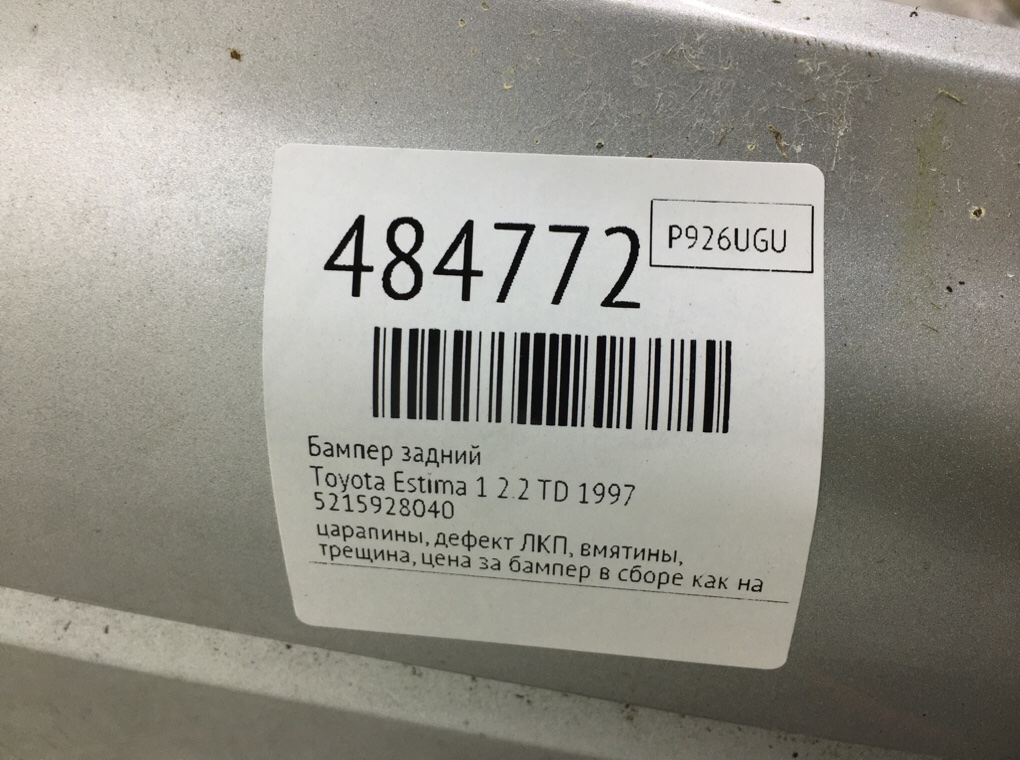 484772
P926UGU
Бампер задний
Toyota Estima 1 2.2 TD 1997
5215928040
царапины, дефект ЛКП, вмятины,
трещина, цена за бампер в сборе как на